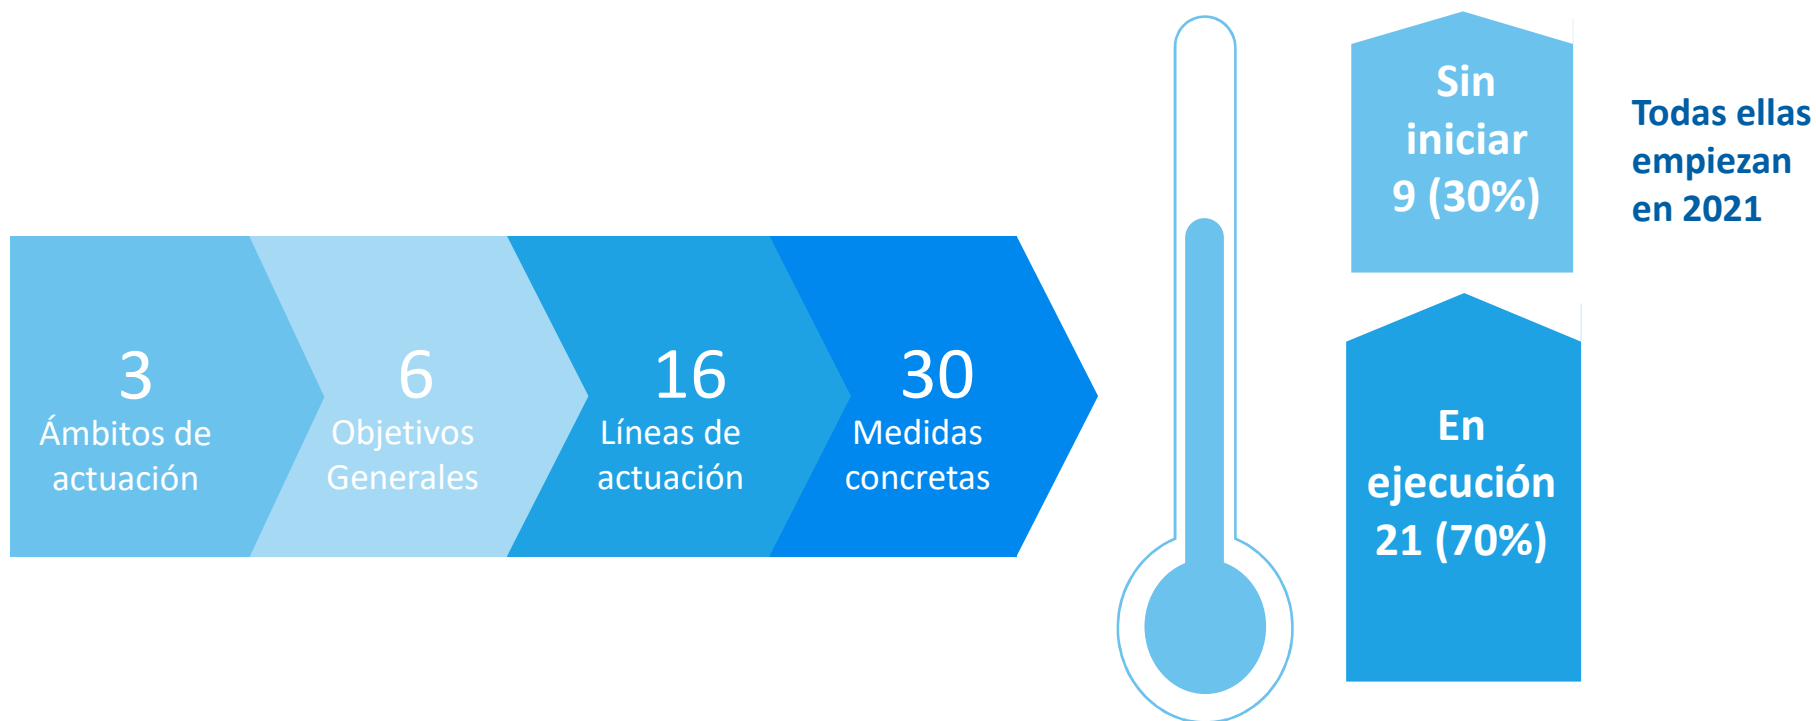 3
Ámbitos de
actuación
6
Objetivos
Generales
16
Líneas de
actuación
30
Medidas
concretas
Sin
iniciar
9 (30%)
Todas ellas
empiezan
en 2021
En
ejecución
21 (70%)